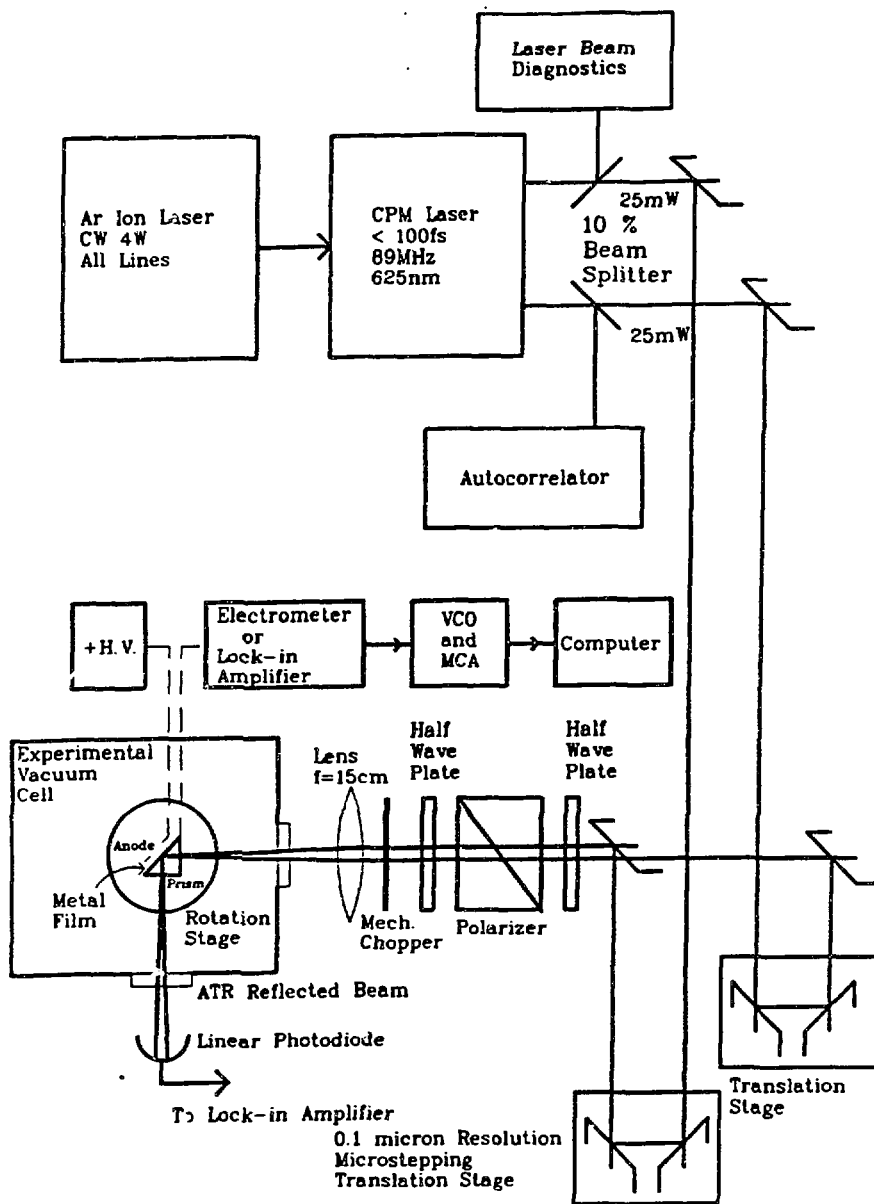 Laser Beam
Diagnostics
Ar Ion Laser
CW 4W
All Lines
CPM Laser
< 100fs
89MHz
625nm
25mW
10 %
Beam
Splitter
25mW
Autocorrelator
+H.V.
Electrometer
or
Lock-in
Amplifier
VCO
and
MCA
Computer
Experimental
Vacuum
Cell
Lens
f=15cm
Half
Wave
Plate
Half
Wave
Plate
Anode
Prism
Metal
Film
Rotation
Stage
Mech.
Chopper
Polarizer
ATR Reflected Beam
Linear Photodiode
To Lock-in Amplifier
Translation
Stage
0.1 micron Resolution
Microstepping
Translation Stage